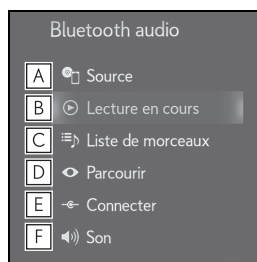 Bluetooth audio
A Source
B Lecture en cours
C Liste de morceaux
D Parcourir
E Connecter
F Son